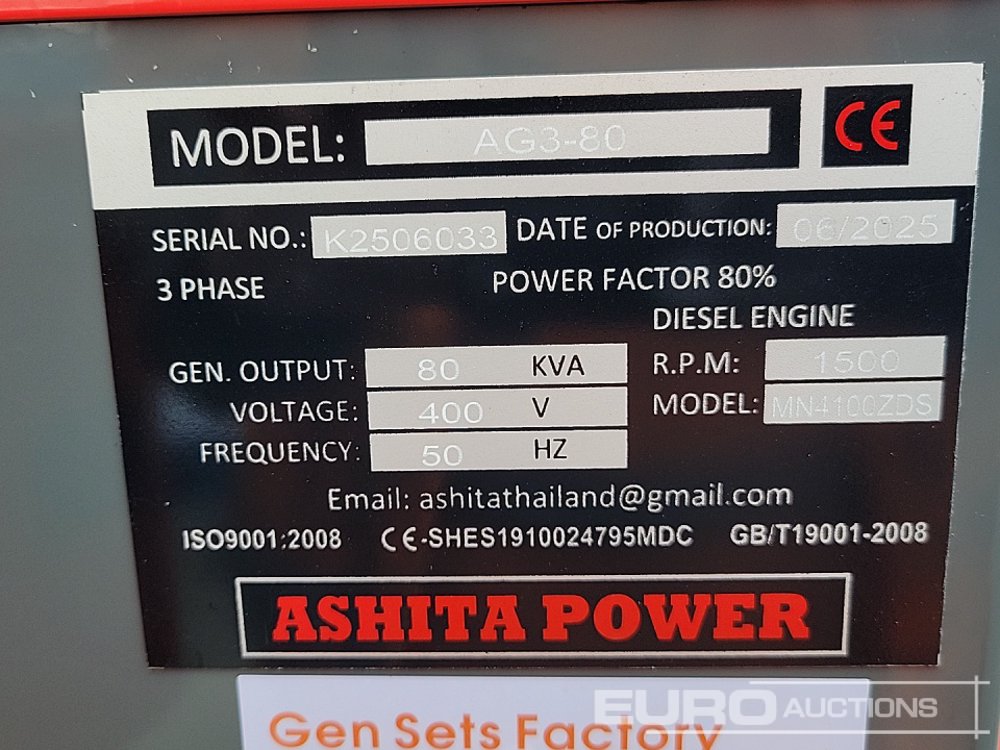 MODEL: AG3-80 CE
SERIAL NO.: K2506033 DATE OF PRODUCTION: 06/2025
3 PHASE POWER FACTOR 80%
DIESEL ENGINE
GEN. OUTPUT: 80 KVA R.P.M: 1500
VOLTAGE: 400 V MODEL: MN4100ZDS
FREQUENCY: 50 HZ
Email: ashitathailand@gmail.com
ISO9001:2008 CE-SHES1910024795MDC GB/T19001-2008
ASHITA POWER
Gen Sets Factory
EURO AUCTIONS